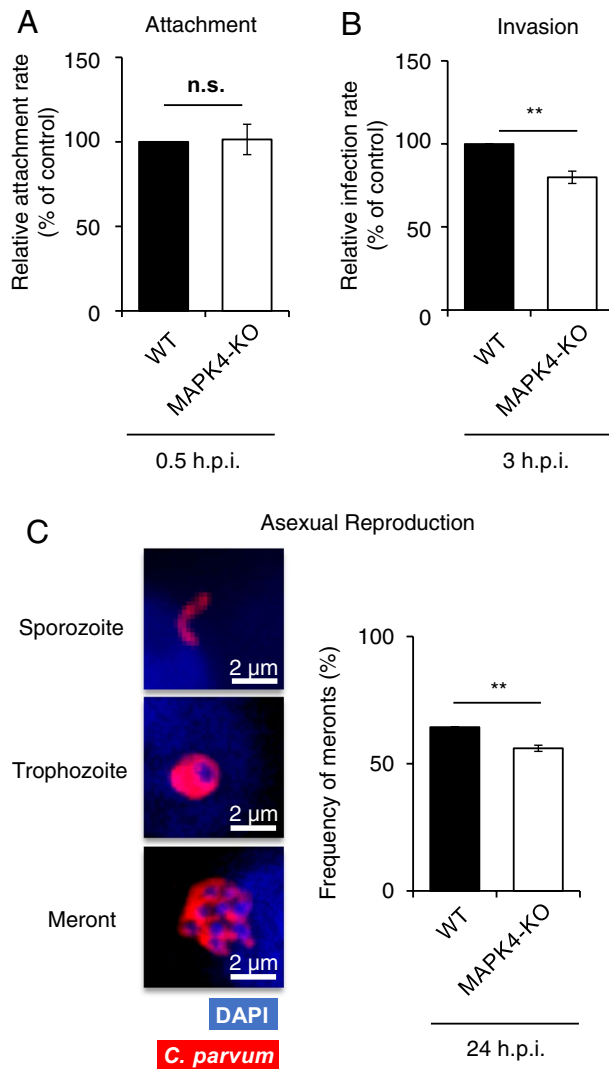 A
Attachment
Relative attachment rate
(% of control)
150
100
50
0
n.s.
WT
MAPK4-KO
0.5 h.p.i.
B
Invasion
Relative infection rate
(% of control)
150
100
50
0
**
WT
MAPK4-KO
3 h.p.i.
C
Asexual Reproduction
Sporozoite
2 µm
Trophozoite
2 µm
Meront
2 µm
DAPI
C. parvum
Frequency of meronts (%)
100
50
0
**
WT
MAPK4-KO
24 h.p.i.